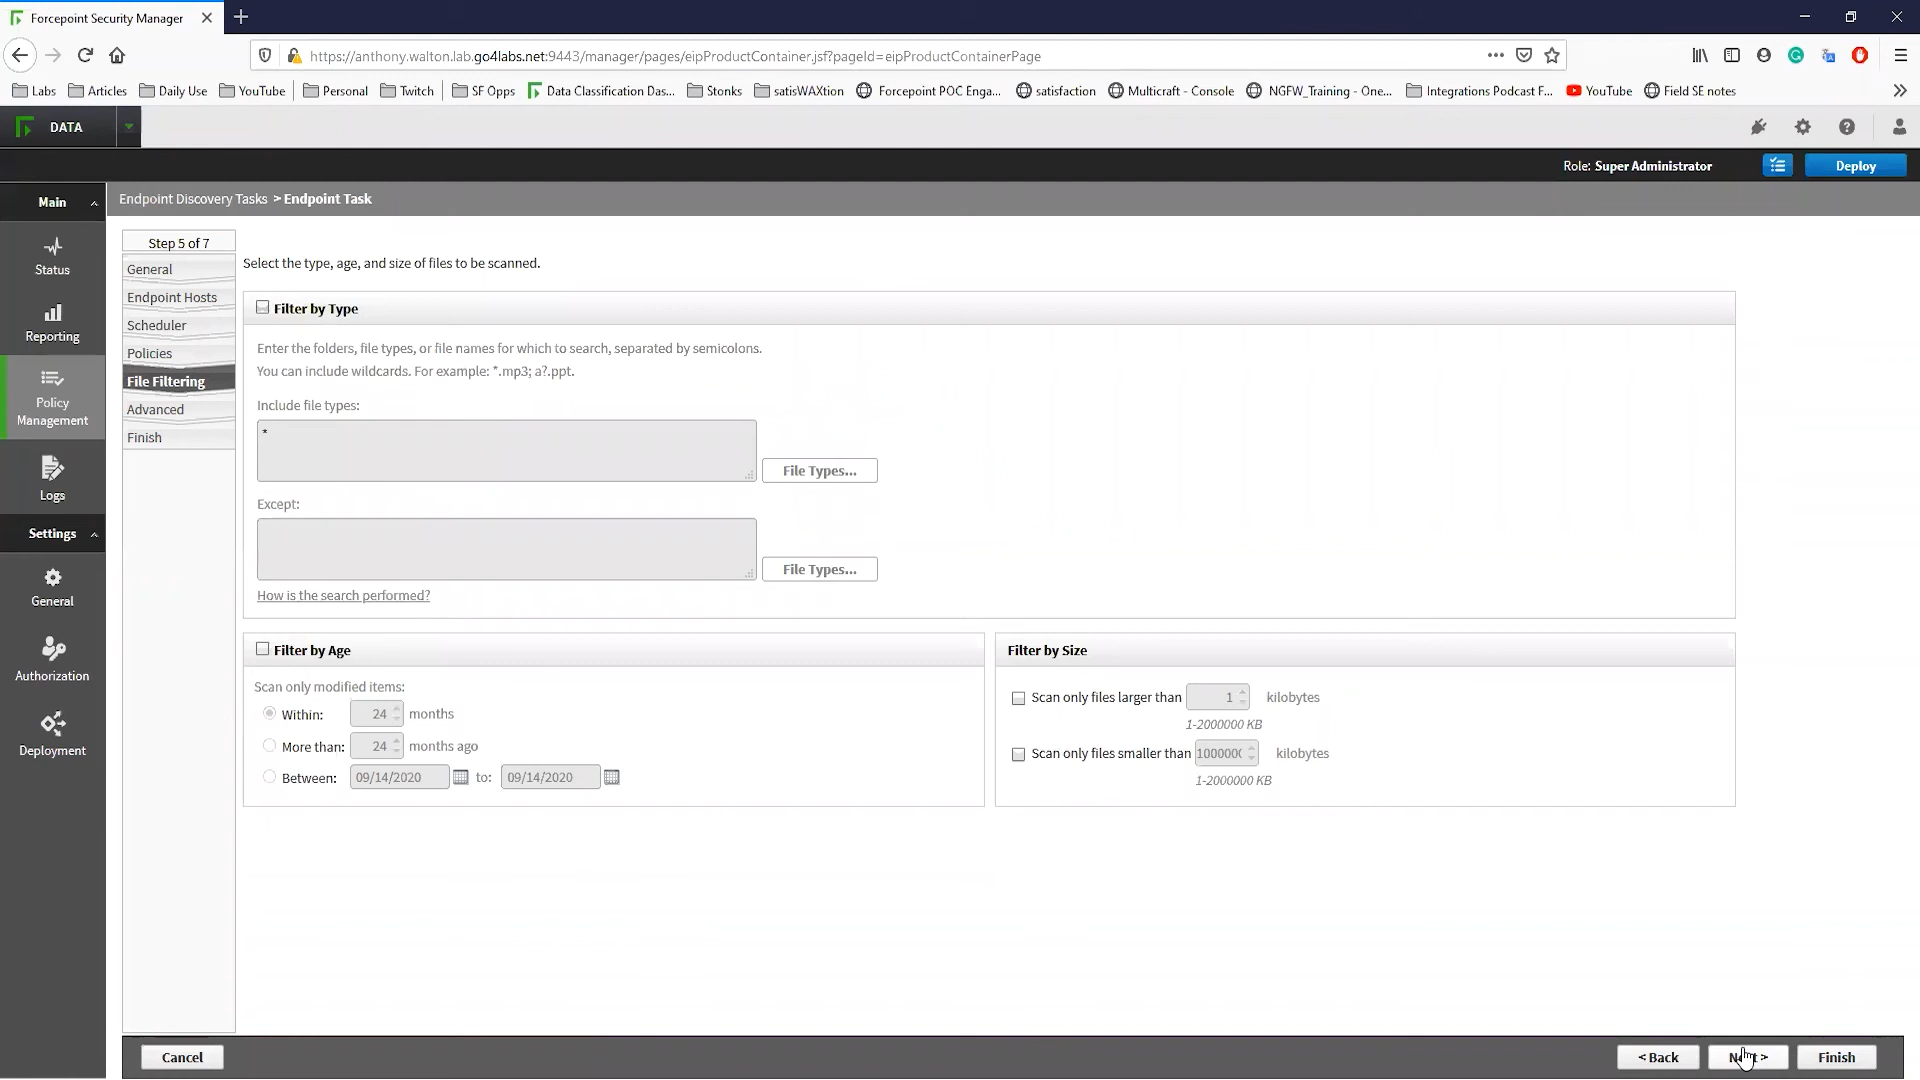 Forcepoint Security Manager
https://anthony.walton.lab.go4labs.net:9443/manager/pages/eipProductContainer.jsf?pageId=eipProductContainerPage
Labs Articles Daily Use YouTube Personal Twitch SF Opps Data Classification Das... Stonks satisWAXtion Forcepoint POC Enga... satisfaction Multicraft - Console NGFW_Training - One... Integrations Podcast F... YouTube Field SE notes
DATA
Role: Super Administrator
Deploy
Main
Status
Reporting
Policy
Management
Logs
Settings
General
Authorization
Deployment
Endpoint Discovery Tasks > Endpoint Task
Step 5 of 7
General
Endpoint Hosts
Scheduler
Policies
File Filtering
Advanced
Finish
Select the type, age, and size of files to be scanned.
Filter by Type
Enter the folders, file types, or file names for which to search, separated by semicolons.
You can include wildcards. For example: *.mp3; a?.ppt.
Include file types:
*
File Types...
Except:
File Types...
How is the search performed?
Filter by Age
Scan only modified items:
Within: 24 months
More than: 24 months ago
Between: 09/14/2020 to: 09/14/2020
Filter by Size
Scan only files larger than 1 kilobytes
1-2000000 KB
Scan only files smaller than kilobytes
1-2000000 KB
Cancel
< Back
Finish